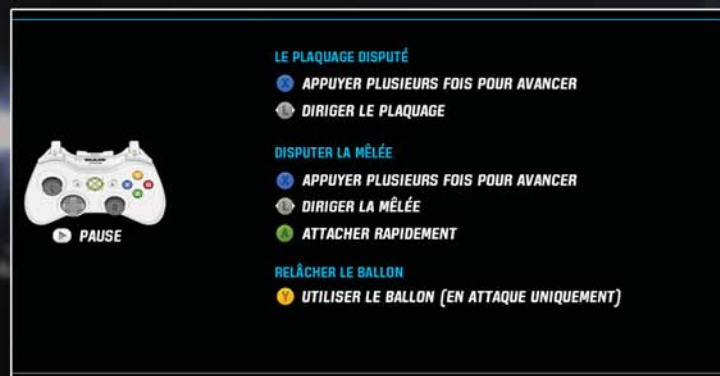 LE PLAQUAGE DISPUTÉ
X APPUYER PLUSIEURS FOIS POUR AVANCER
L DIRIGER LE PLAQUAGE
DISPUTER LA MÊLÉE
X APPUYER PLUSIEURS FOIS POUR AVANCER
L DIRIGER LA MÊLÉE
A ATTACHER RAPIDEMENT
PAUSE
RELÂCHER LE BALLON
Y UTILISER LE BALLON (EN ATTAQUE UNIQUEMENT)